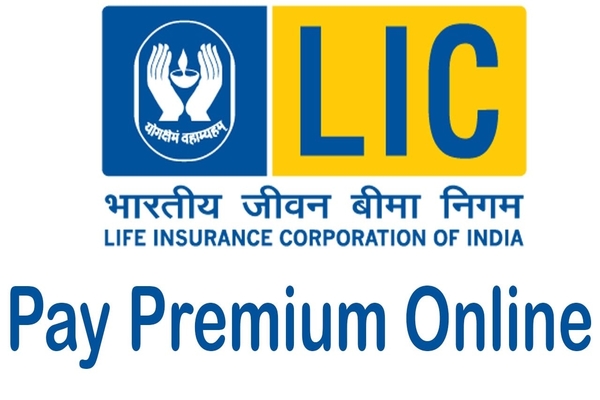 LIC
योगक्षेमं वहाम्यहम्
भारतीय जीवन बीमा निगम
LIFE INSURANCE CORPORATION OF INDIA
Pay Premium Online